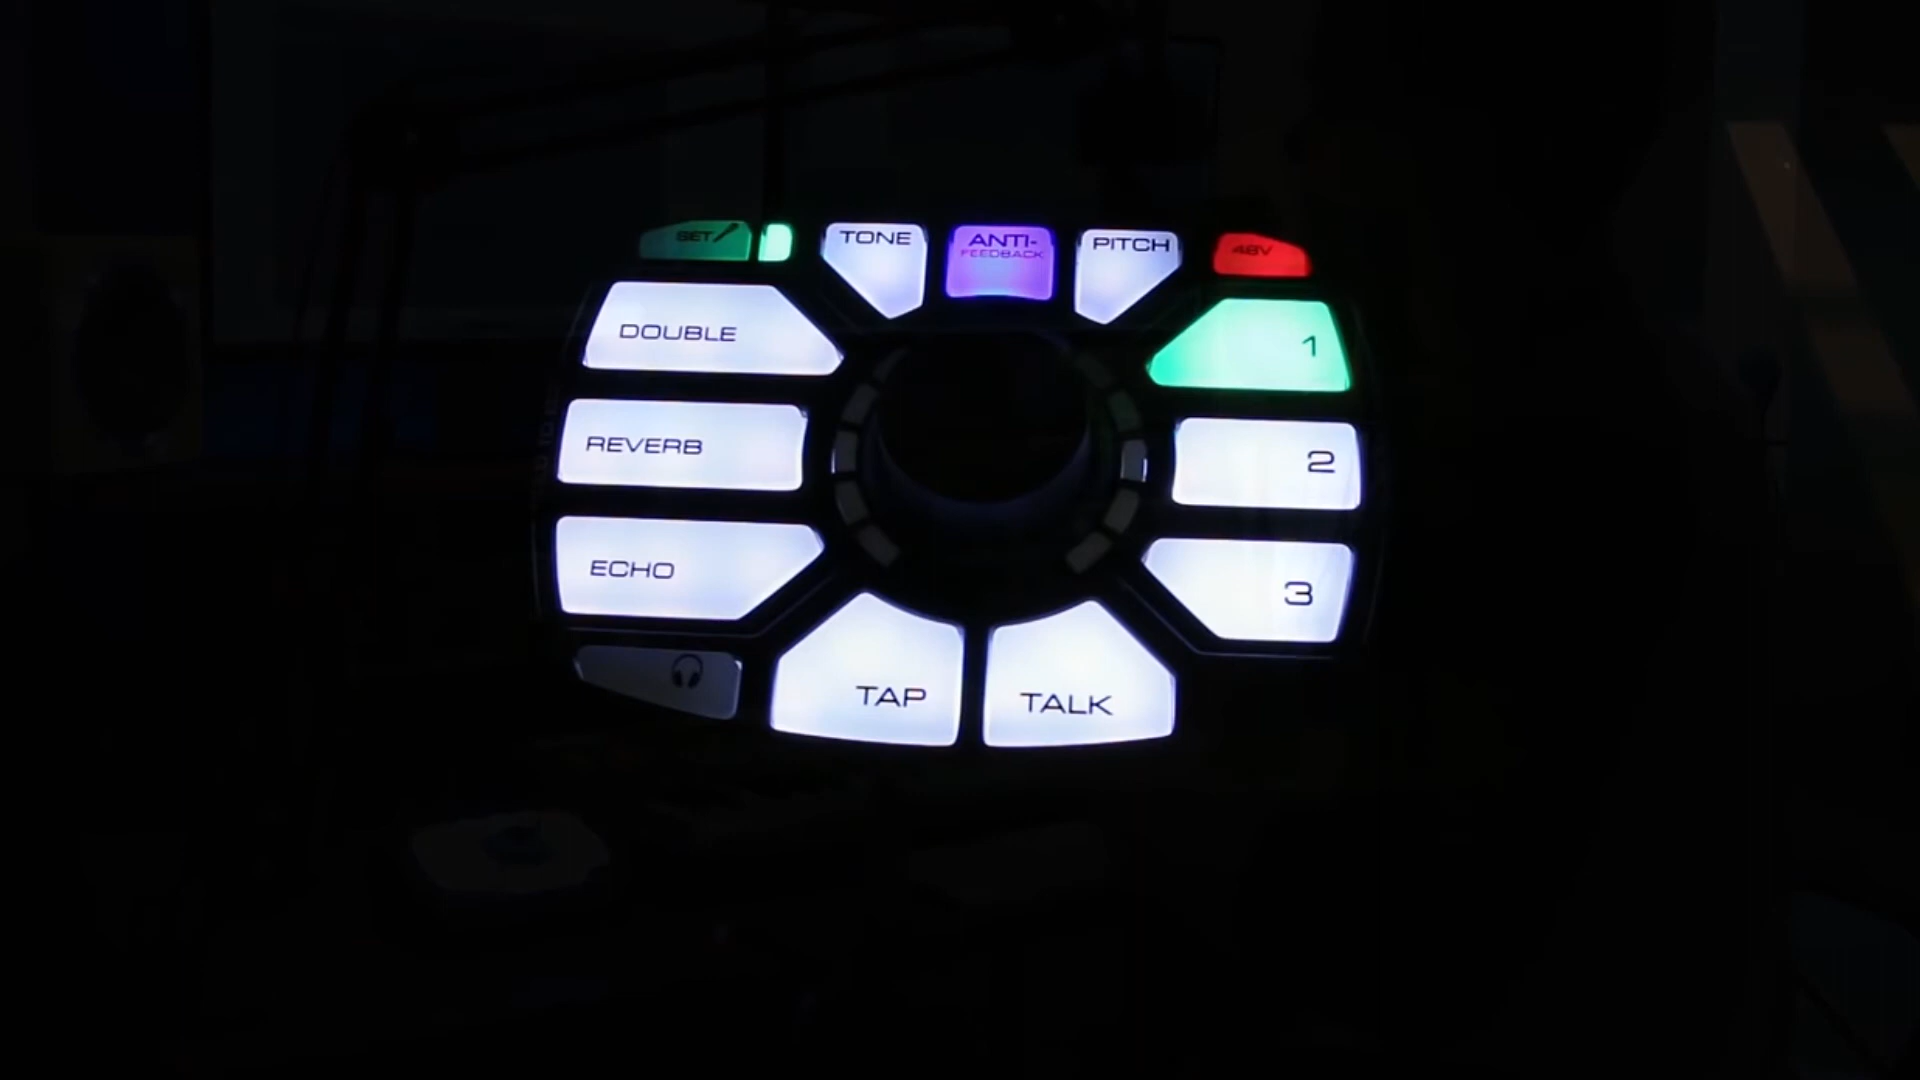 SET
TONE
ANTI-
FEEDBACK
PITCH
48V
DOUBLE
1
REVERB
2
ECHO
3
TAP
TALK